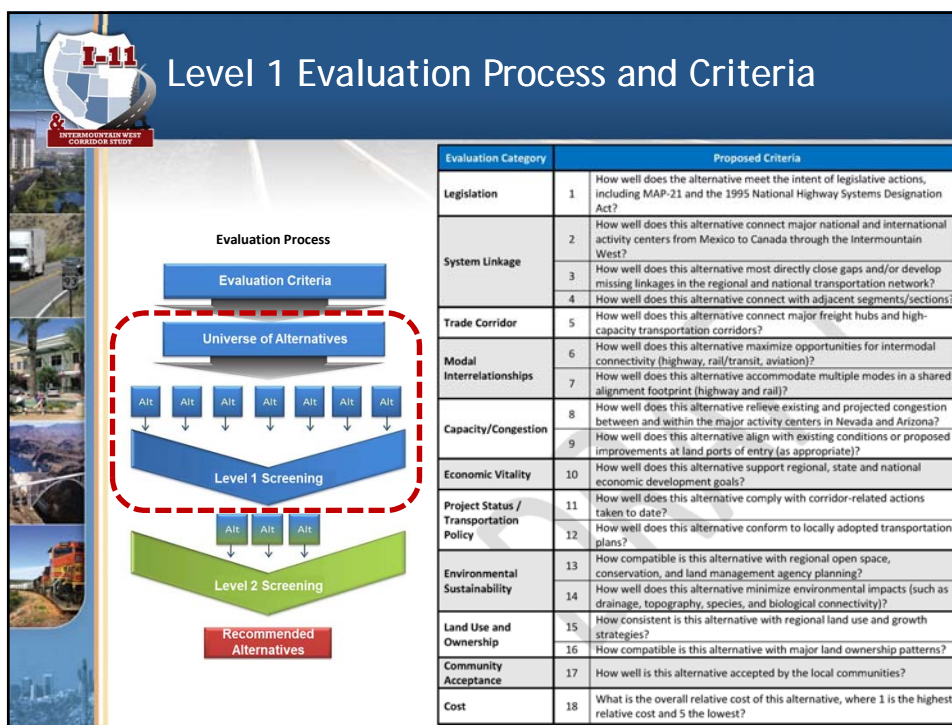 I-11
&
INTERMOUNTAIN WEST
CORRIDOR STUDY
Level 1 Evaluation Process and Criteria
93
Evaluation Process
Evaluation Criteria
Universe of Alternatives
Alt Alt Alt Alt Alt Alt Alt
Level 1 Screening
Alt Alt Alt
Level 2 Screening
Recommended
Alternatives
Evaluation Category Proposed Criteria
Legislation
1
How well does the alternative meet the intent of legislative actions,
including MAP-21 and the 1995 National Highway Systems Designation
Act?
System Linkage
2
How well does this alternative connect major national and international
activity centers from Mexico to Canada through the Intermountain
West?
3
How well does this alternative most directly close gaps and/or develop
missing linkages in the regional and national transportation network?
4 How well does this alternative connect with adjacent segments/sections?
Trade Corridor
5
How well does this alternative connect major freight hubs and high-
capacity transportation corridors?
Modal
Interrelationships
6
How well does this alternative maximize opportunities for intermodal
connectivity (highway, rail/transit, aviation)?
7
How well does this alternative accommodate multiple modes in a shared
alignment footprint (highway and rail)?
Capacity/Congestion
8
How well does this alternative relieve existing and projected congestion
between and within the major activity centers in Nevada and Arizona?
9
How well does this alternative align with existing conditions or proposed
improvements at land ports of entry (as appropriate)?
Economic Vitality
10
How well does this alternative support regional, state and national
economic development goals?
Project Status /
Transportation
Policy
11
How well does this alternative comply with corridor-related actions
taken to date?
12
How well does this alternative conform to locally adopted transportation
plans?
Environmental
Sustainability
13
How compatible is this alternative with regional open space,
conservation, and land management agency planning?
14
How well does this alternative minimize environmental impacts (such as
drainage, topography, species, and biological connectivity)?
Land Use and
Ownership
15
How consistent is this alternative with regional land use and growth
strategies?
16 How compatible is this alternative with major land ownership patterns?
Community
Acceptance
17 How well is this alternative accepted by the local communities?
Cost
18
What is the overall relative cost of this alternative, where 1 is the highest
relative cost and 5 the lowest?
DRAFT